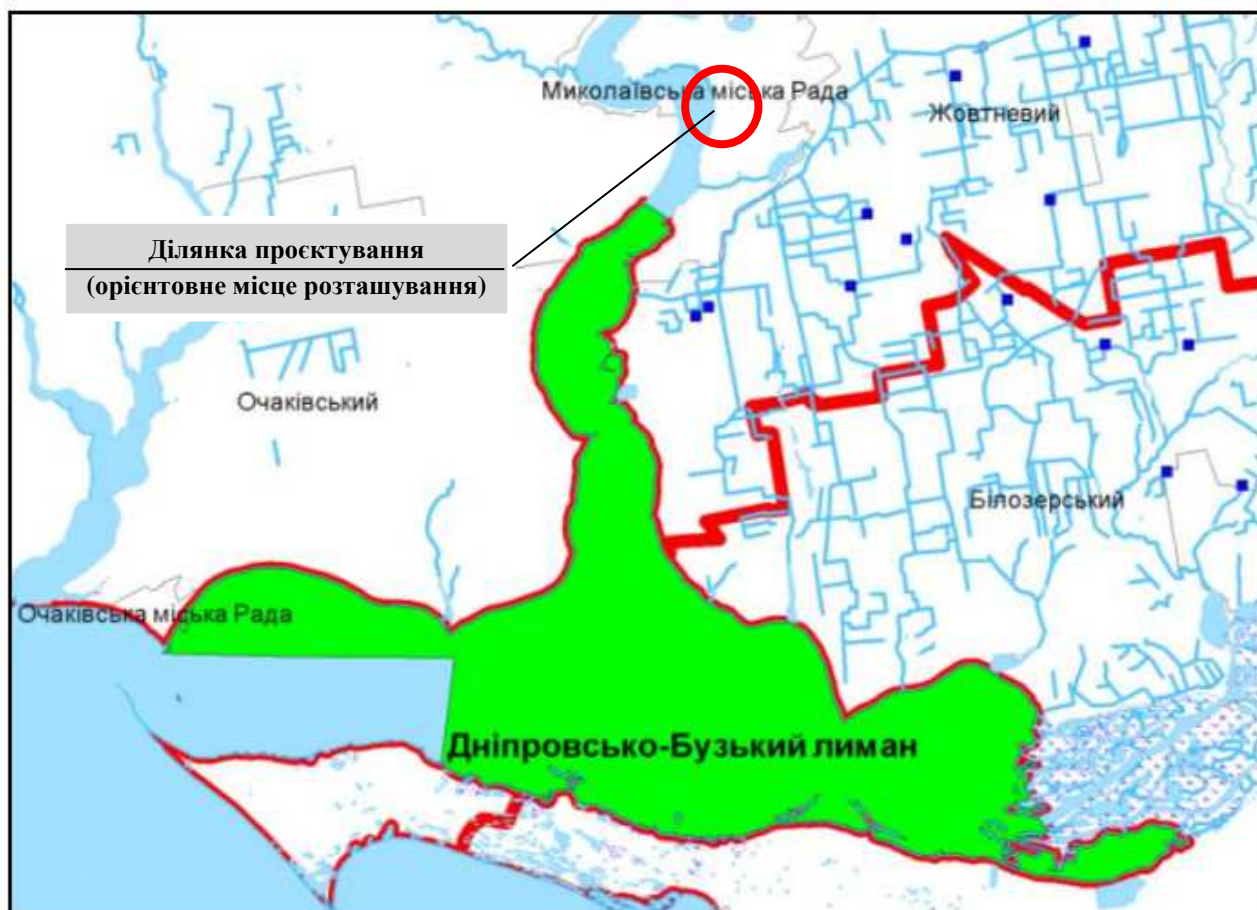 Миколаївська міська Рада
Жовтневий
Ділянка проєктування
(орієнтовне місце розташування)
Очаківський
Білозерський
Очаківська міська Рада
Дніпровсько-Бузький лиман